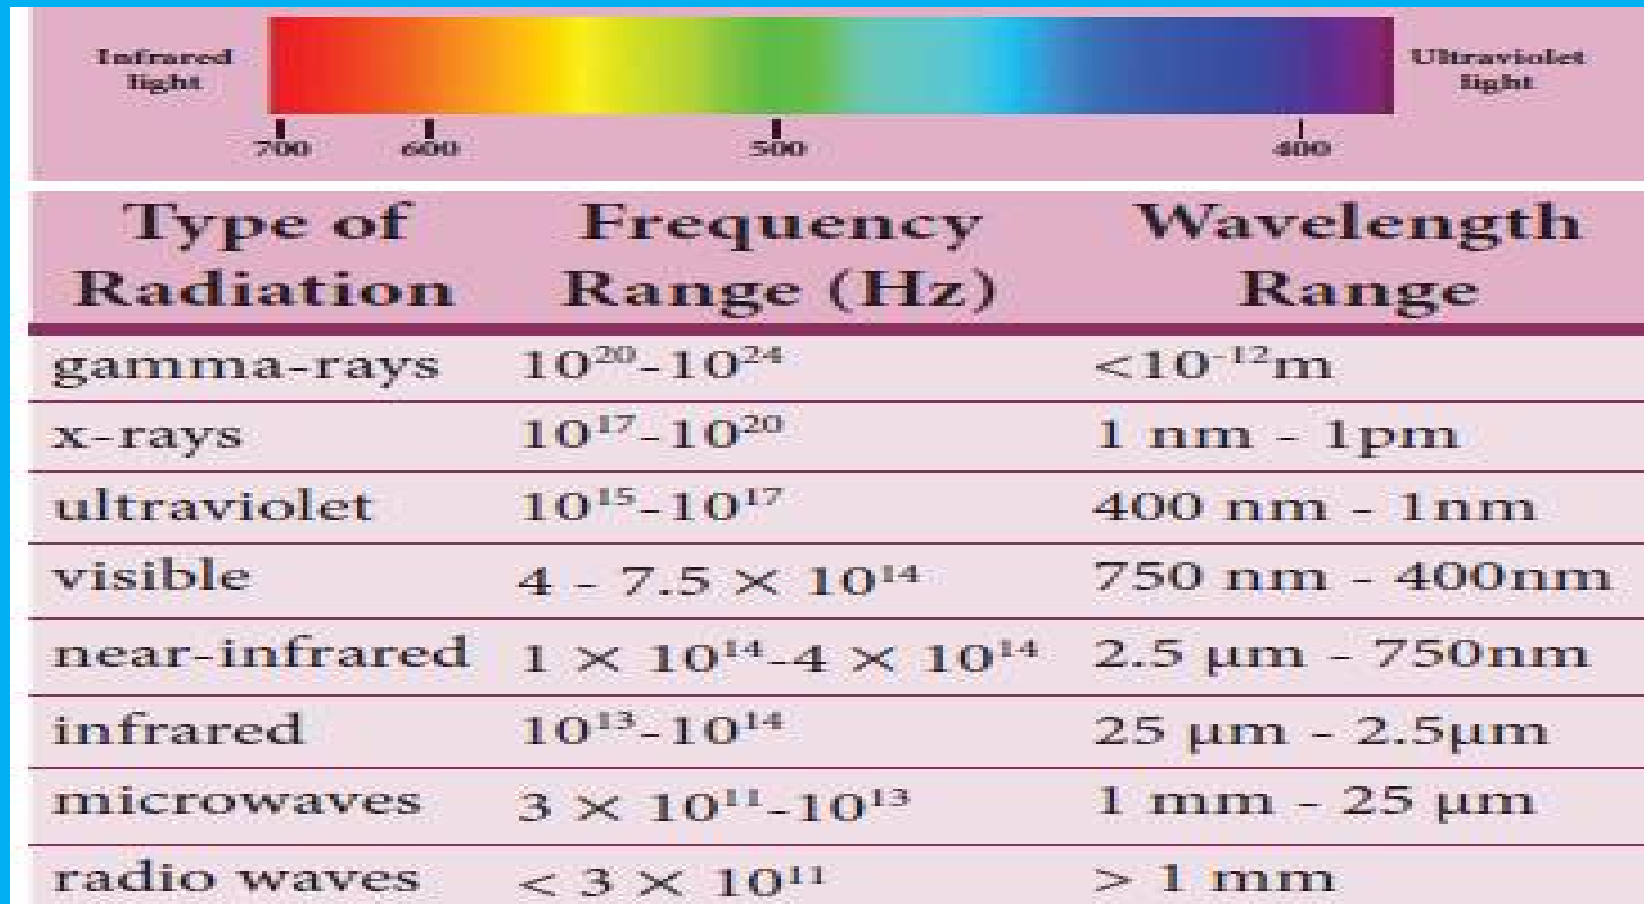 Infrared
light
Ultraviolet
light
700 600 500 400
Type of Radiation Frequency Range (Hz) Wavelength Range
gamma-rays 10²⁰-10²⁴ <10⁻¹²m
x-rays 10¹⁷-10²⁰ 1 nm - 1pm
ultraviolet 10¹⁵-10¹⁷ 400 nm - 1nm
visible 4 - 7.5 × 10¹⁴ 750 nm - 400nm
near-infrared 1 × 10¹⁴-4 × 10¹⁴ 2.5 μm - 750nm
infrared 10¹³-10¹⁴ 25 μm - 2.5μm
microwaves 3 × 10¹¹-10¹³ 1 mm - 25 μm
radio waves < 3 × 10¹¹ > 1 mm